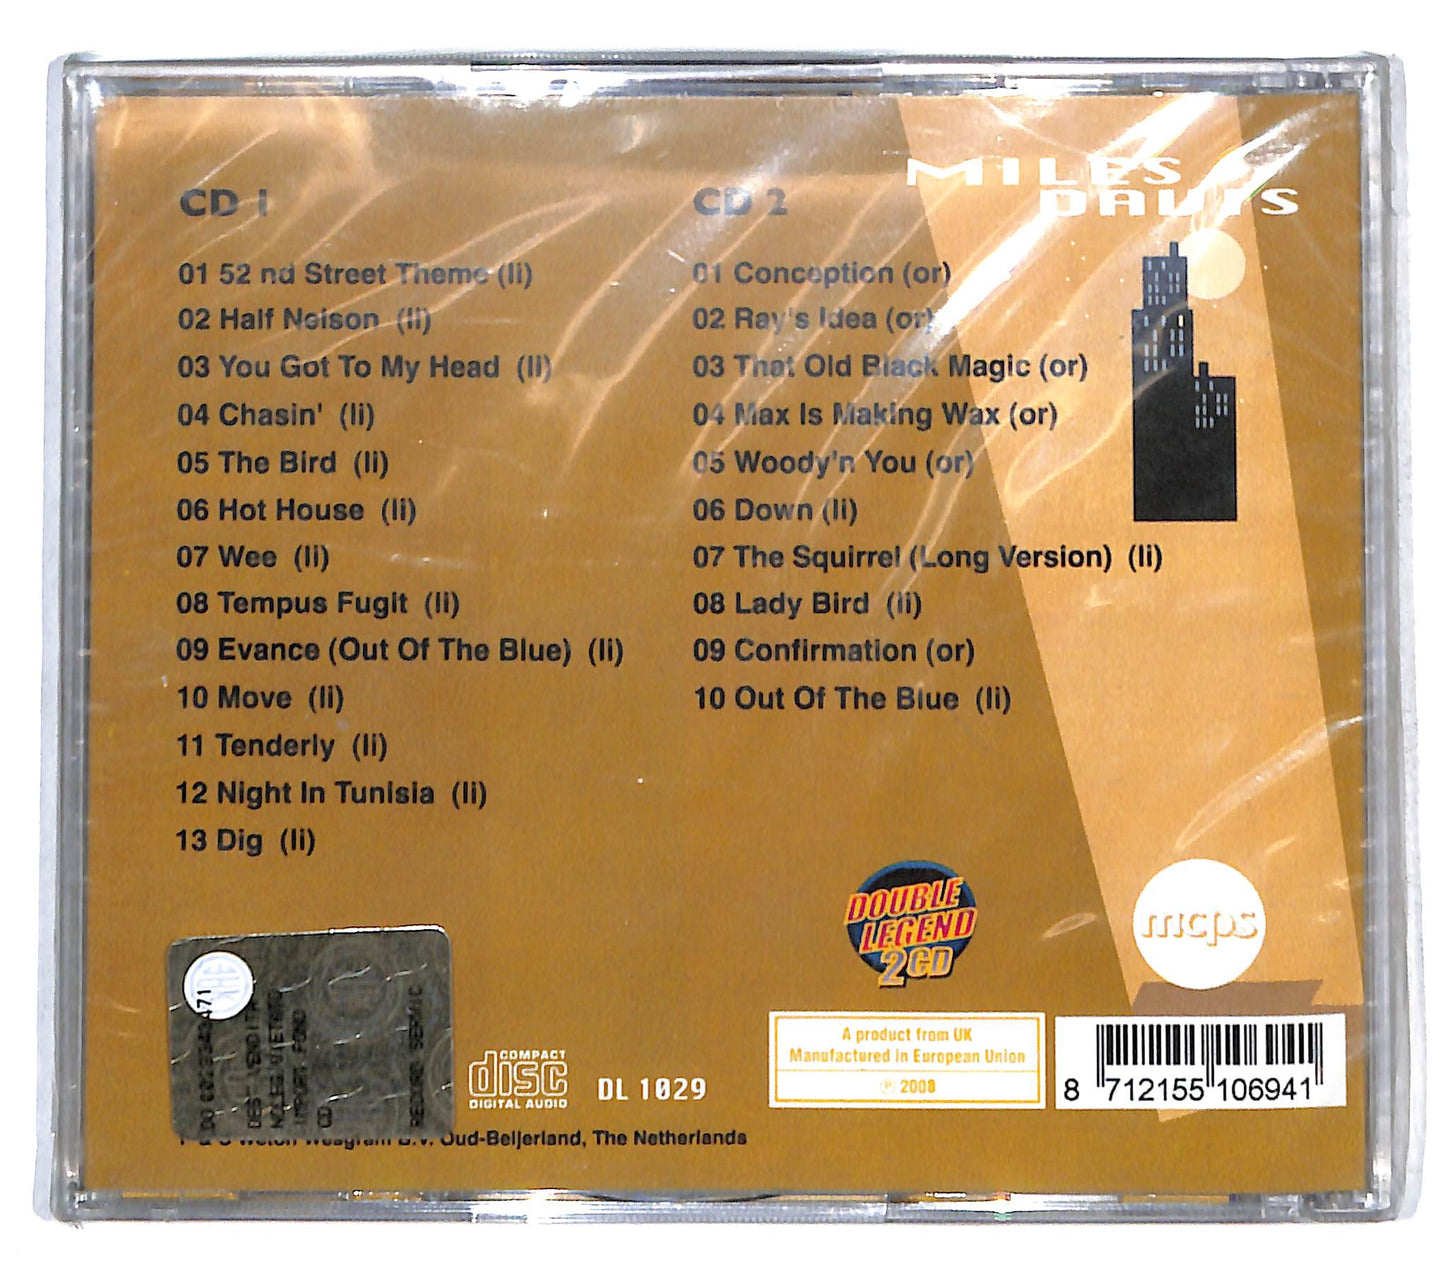 MILES
DAVIS
CD 1
01 52 nd Street Theme (li)
02 Half Nelson (li)
03 You Got To My Head (li)
04 Chasin' (li)
05 The Bird (li)
06 Hot House (li)
07 Wee (li)
08 Tempus Fugit (li)
09 Evance (Out Of The Blue) (li)
10 Move (li)
11 Tenderly (li)
12 Night In Tunisia (li)
13 Dig (li)
CD 2
01 Conception (or)
02 Ray's Idea (or)
03 That Old Black Magic (or)
04 Max Is Making Wax (or)
05 Woody'n You (or)
06 Down (li)
07 The Squirrel (Long Version) (li)
08 Lady Bird (li)
09 Confirmation (or)
10 Out Of The Blue (li)
DOUBLE
LEGEND
2CD
mcps
CD
COMPACT
disc
DIGITAL AUDIO
DL 1029
A product from UK
Manufactured in European Union
℗ 2008
8 712155 106941
Oud-Beijerland, The Netherlands